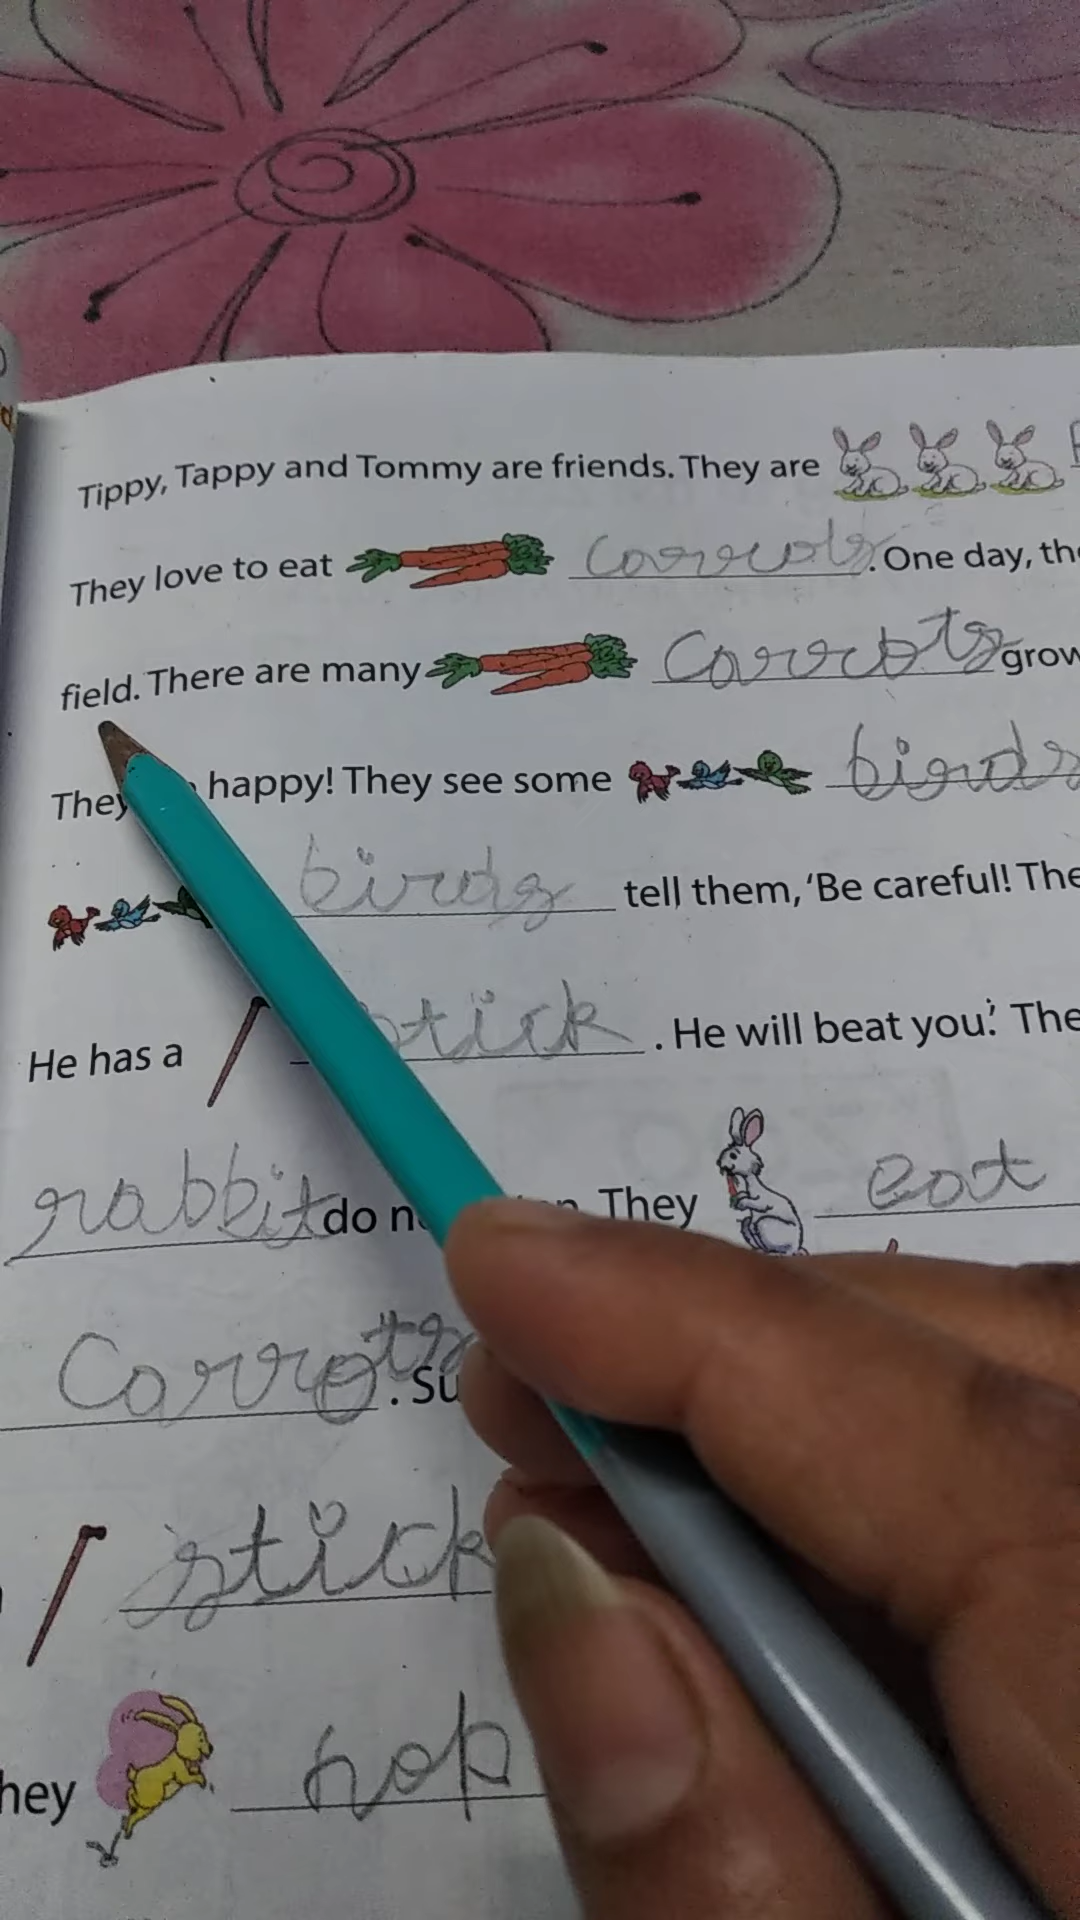 Tippy, Tappy and Tommy are friends. They are
They love to eat carrots. One day, the
field. There are many carrots grow
They happy! They see some birds
birds tell them, 'Be careful! The
He has a stick. He will beat you.' The
rabbit do They eat
Carrots. Su
stick
hey hop